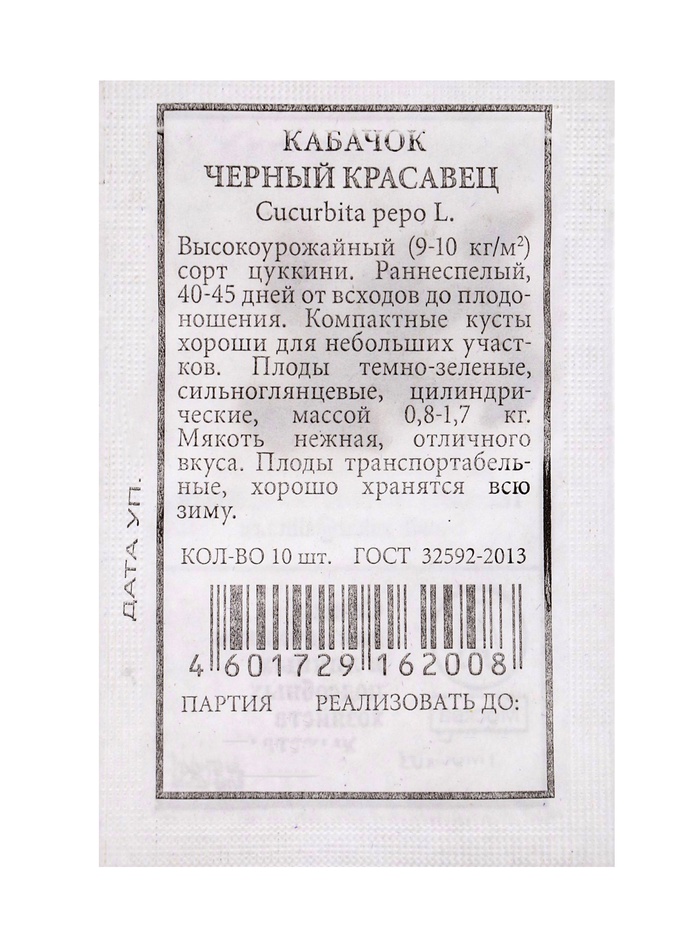 КАБАЧОК
ЧЕРНЫЙ КРАСАВЕЦ
Cucurbita pepo L.
Высокоурожайный (9-10 кг/м²)
сорт цуккини. Раннеспелый,
40-45 дней от всходов до плодо-
ношения. Компактные кусты
хороши для небольших участ-
ков. Плоды темно-зеленые,
сильноглянцевые, цилиндри-
ческие, массой 0,8-1,7 кг.
Мякоть нежная, отличного
вкуса. Плоды транспортабель-
ные, хорошо хранятся всю
зиму.
КОЛ-ВО 10 шт. ГОСТ 32592-2013
4 601729 162008
ПАРТИЯ РЕАЛИЗОВАТЬ ДО:
ДАТА УП.